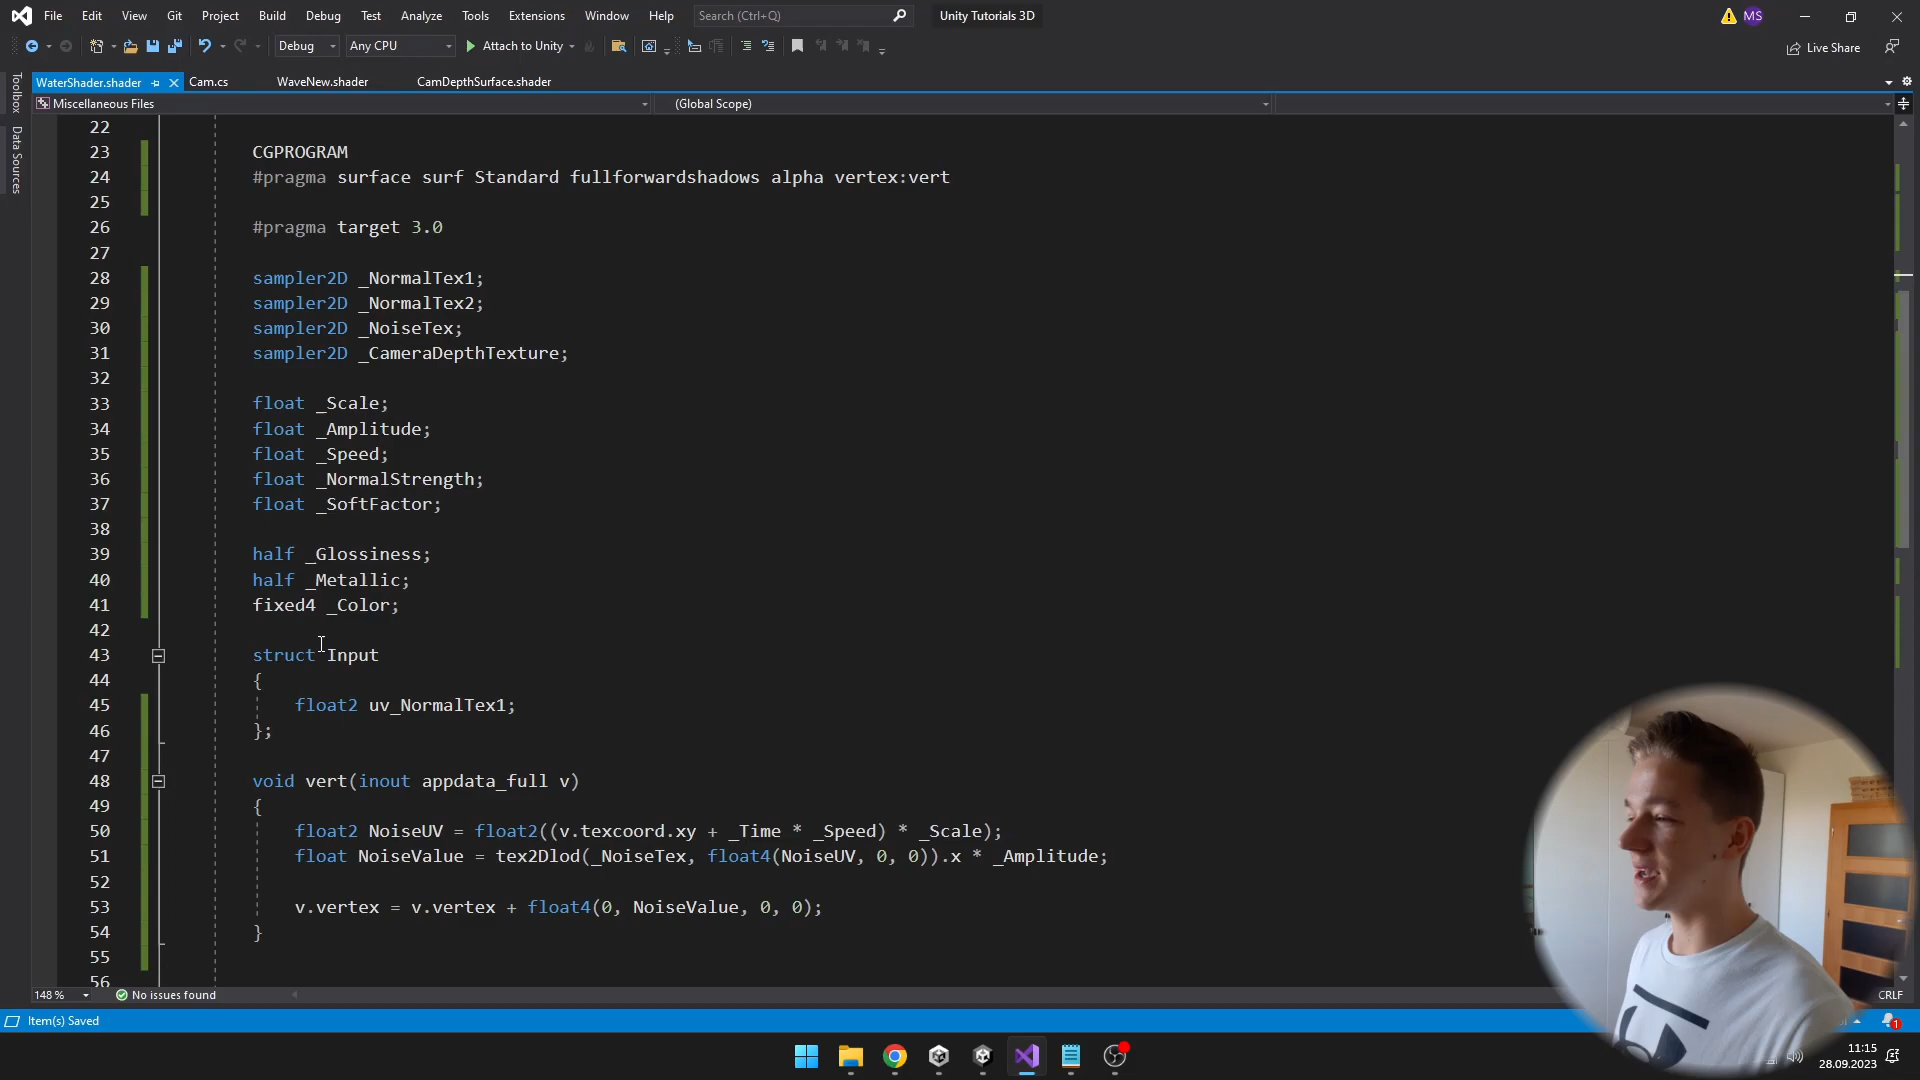 File Edit View Git Project Build Debug Test Analyze Tools Extensions Window Help Search (Ctrl+Q) Unity Tutorials 3D MS
Debug Any CPU Attach to Unity Live Share
WaterShader.shader Cam.cs WaveNew.shader CamDepthSurface.shader
Miscellaneous Files (Global Scope)
Toolbox
Data Sources
22
23 CGPROGRAM
24 #pragma surface surf Standard fullforwardshadows alpha vertex:vert
25
26 #pragma target 3.0
27
28 sampler2D _NormalTex1;
29 sampler2D _NormalTex2;
30 sampler2D _NoiseTex;
31 sampler2D _CameraDepthTexture;
32
33 float _Scale;
34 float _Amplitude;
35 float _Speed;
36 float _NormalStrength;
37 float _SoftFactor;
38
39 half _Glossiness;
40 half _Metallic;
41 fixed4 _Color;
42
43 struct Input
44 {
45 float2 uv_NormalTex1;
46 };
47
48 void vert(inout appdata_full v)
49 {
50 float2 NoiseUV = float2((v.texcoord.xy + _Time * _Speed) * _Scale);
51 float NoiseValue = tex2Dlod(_NoiseTex, float4(NoiseUV, 0, 0)).x * _Amplitude;
52
53 v.vertex = v.vertex + float4(0, NoiseValue, 0, 0);
54 }
55
56
148 % No issues found CRLF
Item(s) Saved 1
11:15
28.09.2023